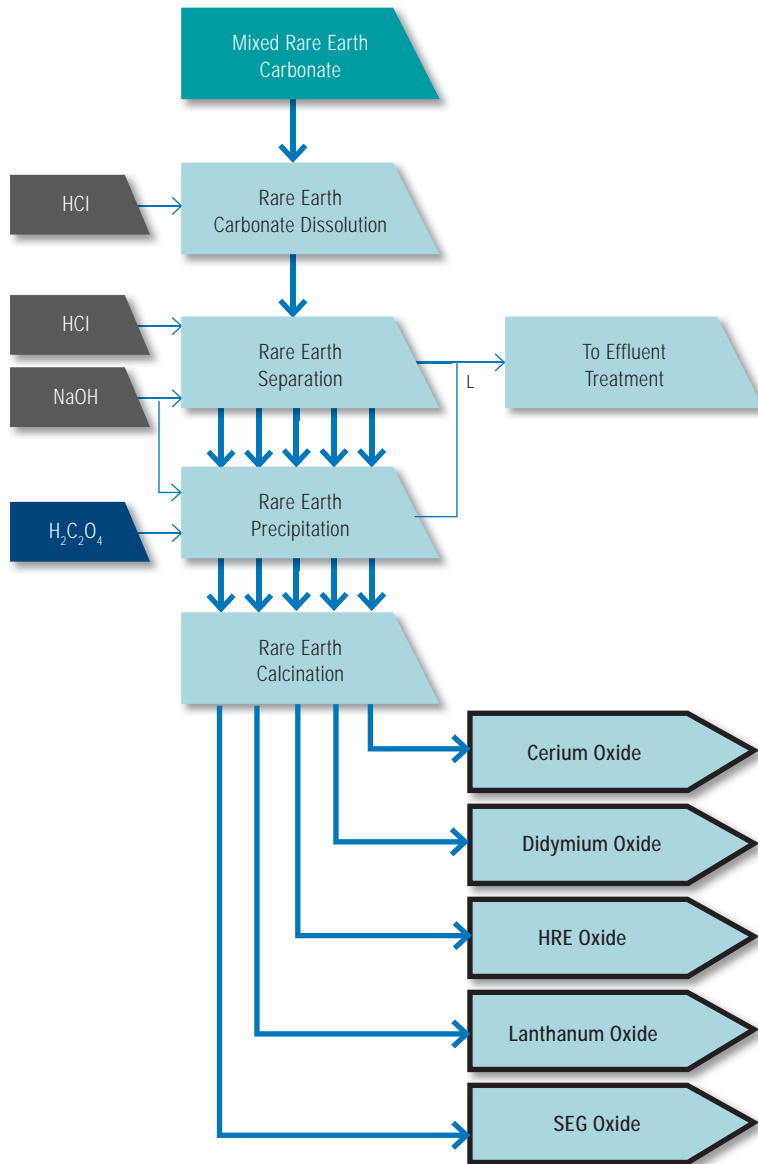 Mixed Rare Earth
Carbonate
HCl
Rare Earth
Carbonate Dissolution
HCl
Rare Earth
Separation
To Effluent
Treatment
L
NaOH
Rare Earth
Precipitation
H₂C₂O₄
Rare Earth
Calcination
Cerium Oxide
Didymium Oxide
HRE Oxide
Lanthanum Oxide
SEG Oxide